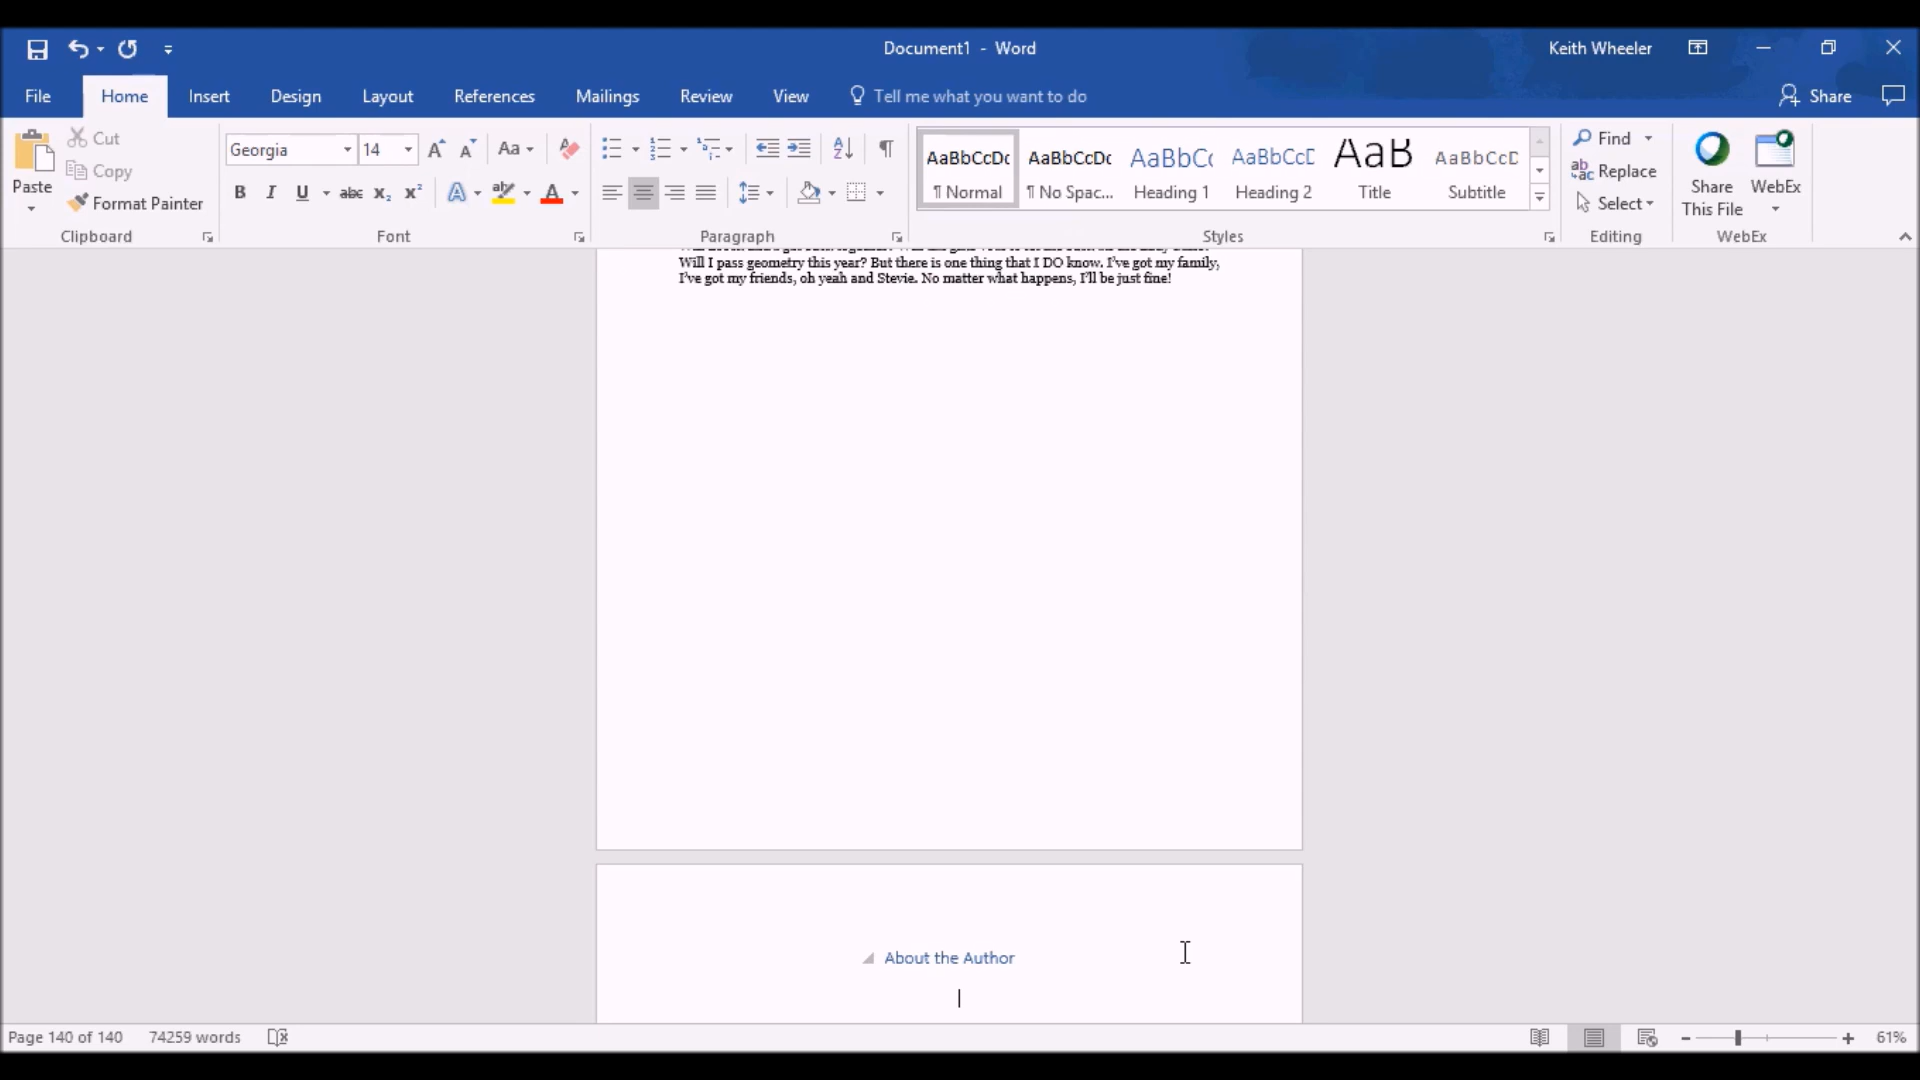 Document1 - Word
Keith Wheeler
File
Home
Insert
Design
Layout
References
Mailings
Review
View
Tell me what you want to do
Share
Paste
Cut
Copy
Format Painter
Clipboard
Georgia
14
Aa
B I U abc x₂ x²
A
aby
A
Font
Paragraph
AaBbCcDc
¶ Normal
AaBbCcDc
¶ No Spac...
AaBbCc
Heading 1
AaBbCcD
Heading 2
AaB
Title
AaBbCcD
Subtitle
Styles
Find
Replace
Select
Editing
Share
This File
WebEx
WebEx
Will I pass geometry this year? But there is one thing that I DO know. I've got my family,
I've got my friends, oh yeah and Stevie. No matter what happens, I'll be just fine!
About the Author
Page 140 of 140
74259 words
61%